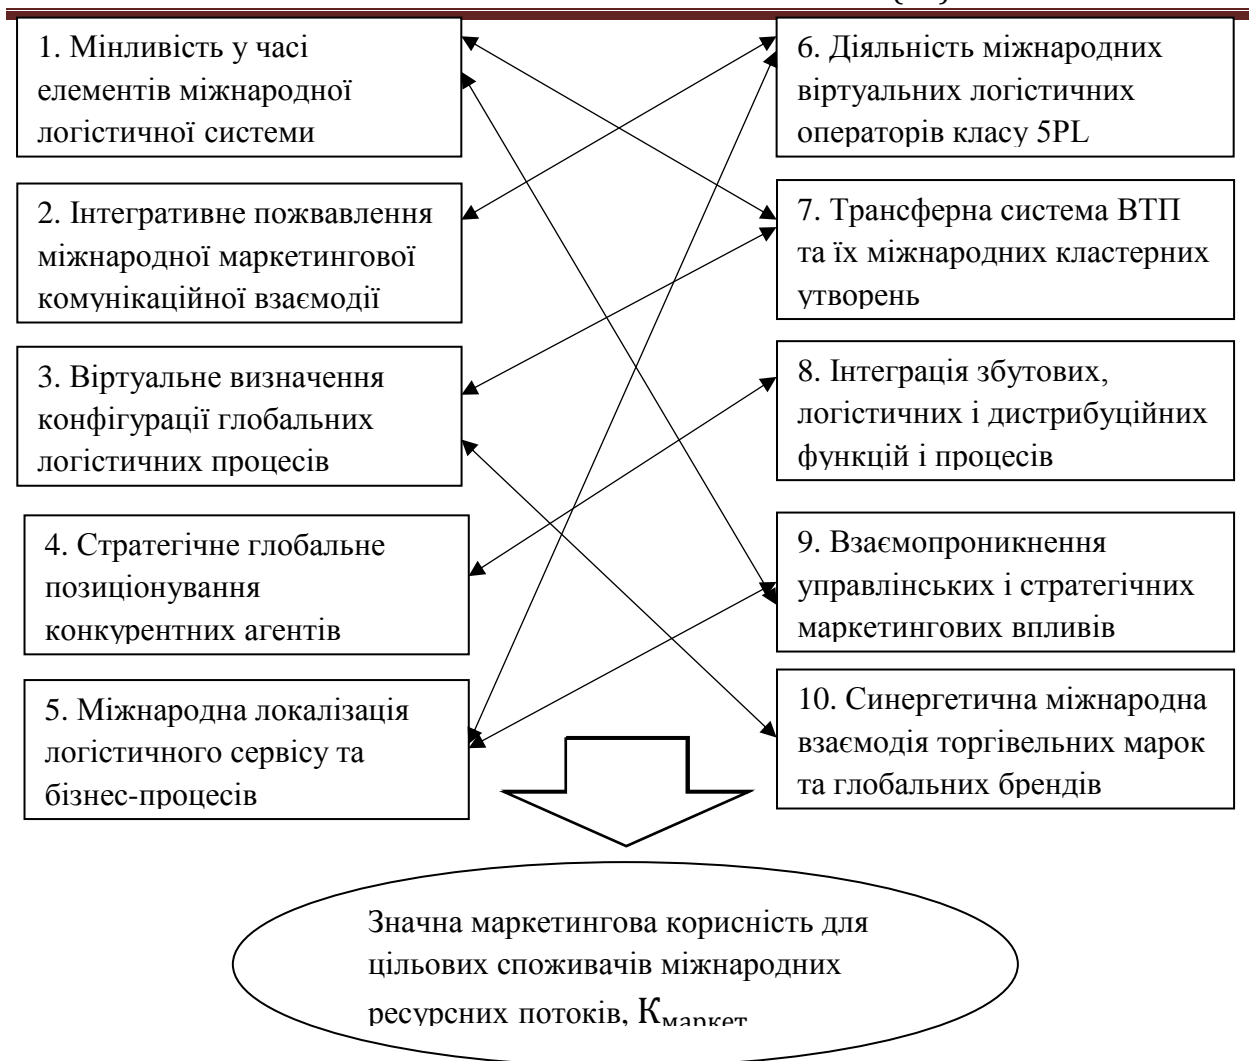 1. Мінливість у часі
елементів міжнародної
логістичної системи
2. Інтегративне пожвавлення
міжнародної маркетингової
комунікаційної взаємодії
3. Віртуальне визначення
конфігурації глобальних
логістичних процесів
4. Стратегічне глобальне
позиціонування
конкурентних агентів
5. Міжнародна локалізація
логістичного сервісу та
бізнес-процесів
6. Діяльність міжнародних
віртуальних логістичних
операторів класу 5PL
7. Трансферна система ВТП
та їх міжнародних кластерних
утворень
8. Інтеграція збутових,
логістичних і дистрибуційних
функцій і процесів
9. Взаємопроникнення
управлінських і стратегічних
маркетингових впливів
10. Синергетична міжнародна
взаємодія торгівельних марок
та глобальних брендів
Значна маркетингова корисність для
цільових споживачів міжнародних
ресурсних потоків, Kмаркет